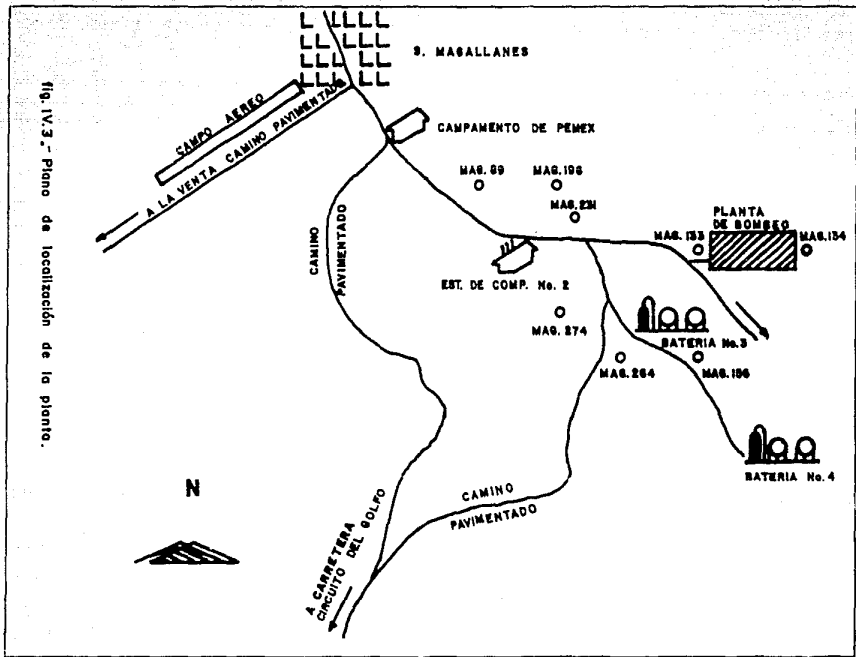 S. MAGALLANES
CAMPO AEREO
A LA VENTA CAMINO PAVIMENTADO
CAMPAMENTO DE PEMEX
MAG. 89
MAG. 196
MAG. 231
PLANTA
DE BOMBEO
MAG. 133
MAG. 134
CAMINO
PAVIMENTADO
EST. DE COMP. No. 2
MAG. 274
BATERIA No. 3
MAG. 264
MAG. 156
BATERIA No. 4
N
CAMINO
PAVIMENTADO
A CARRETERA
CIRCUITO DEL GOLFO
fig. IV.3.- Plano de localización de la planta.